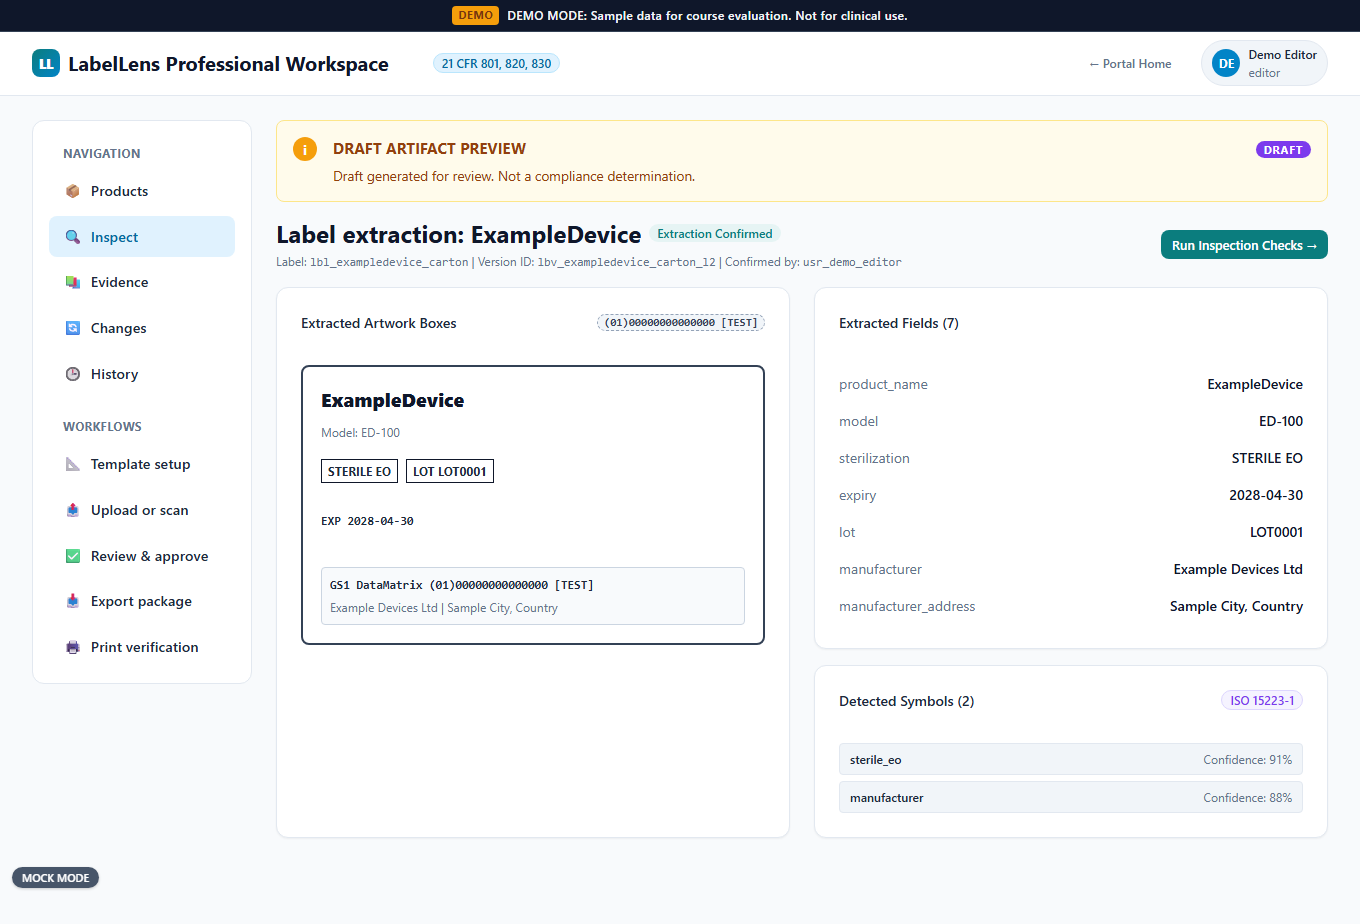 DEMO DEMO MODE: Sample data for course evaluation. Not for clinical use.
LL LabelLens Professional Workspace
21 CFR 801, 820, 830
← Portal Home
DE
Demo Editor
editor
NAVIGATION
Products
Inspect
Evidence
Changes
History
WORKFLOWS
Template setup
Upload or scan
Review & approve
Export package
Print verification
i
DRAFT ARTIFACT PREVIEW
DRAFT
Draft generated for review. Not a compliance determination.
Label extraction: ExampleDevice
Extraction Confirmed
Label: lbl_exampledevice_carton | Version ID: lbv_exampledevice_carton_12 | Confirmed by: usr_demo_editor
Run Inspection Checks →
Extracted Artwork Boxes
(01)00000000000000 [TEST]
ExampleDevice
Model: ED-100
STERILE EO
LOT LOT0001
EXP 2028-04-30
GS1 DataMatrix (01)00000000000000 [TEST]
Example Devices Ltd | Sample City, Country
Extracted Fields (7)
product_name ExampleDevice
model ED-100
sterilization STERILE EO
expiry 2028-04-30
lot LOT0001
manufacturer Example Devices Ltd
manufacturer_address Sample City, Country
Detected Symbols (2)
ISO 15223-1
sterile_eo Confidence: 91%
manufacturer Confidence: 88%
MOCK MODE